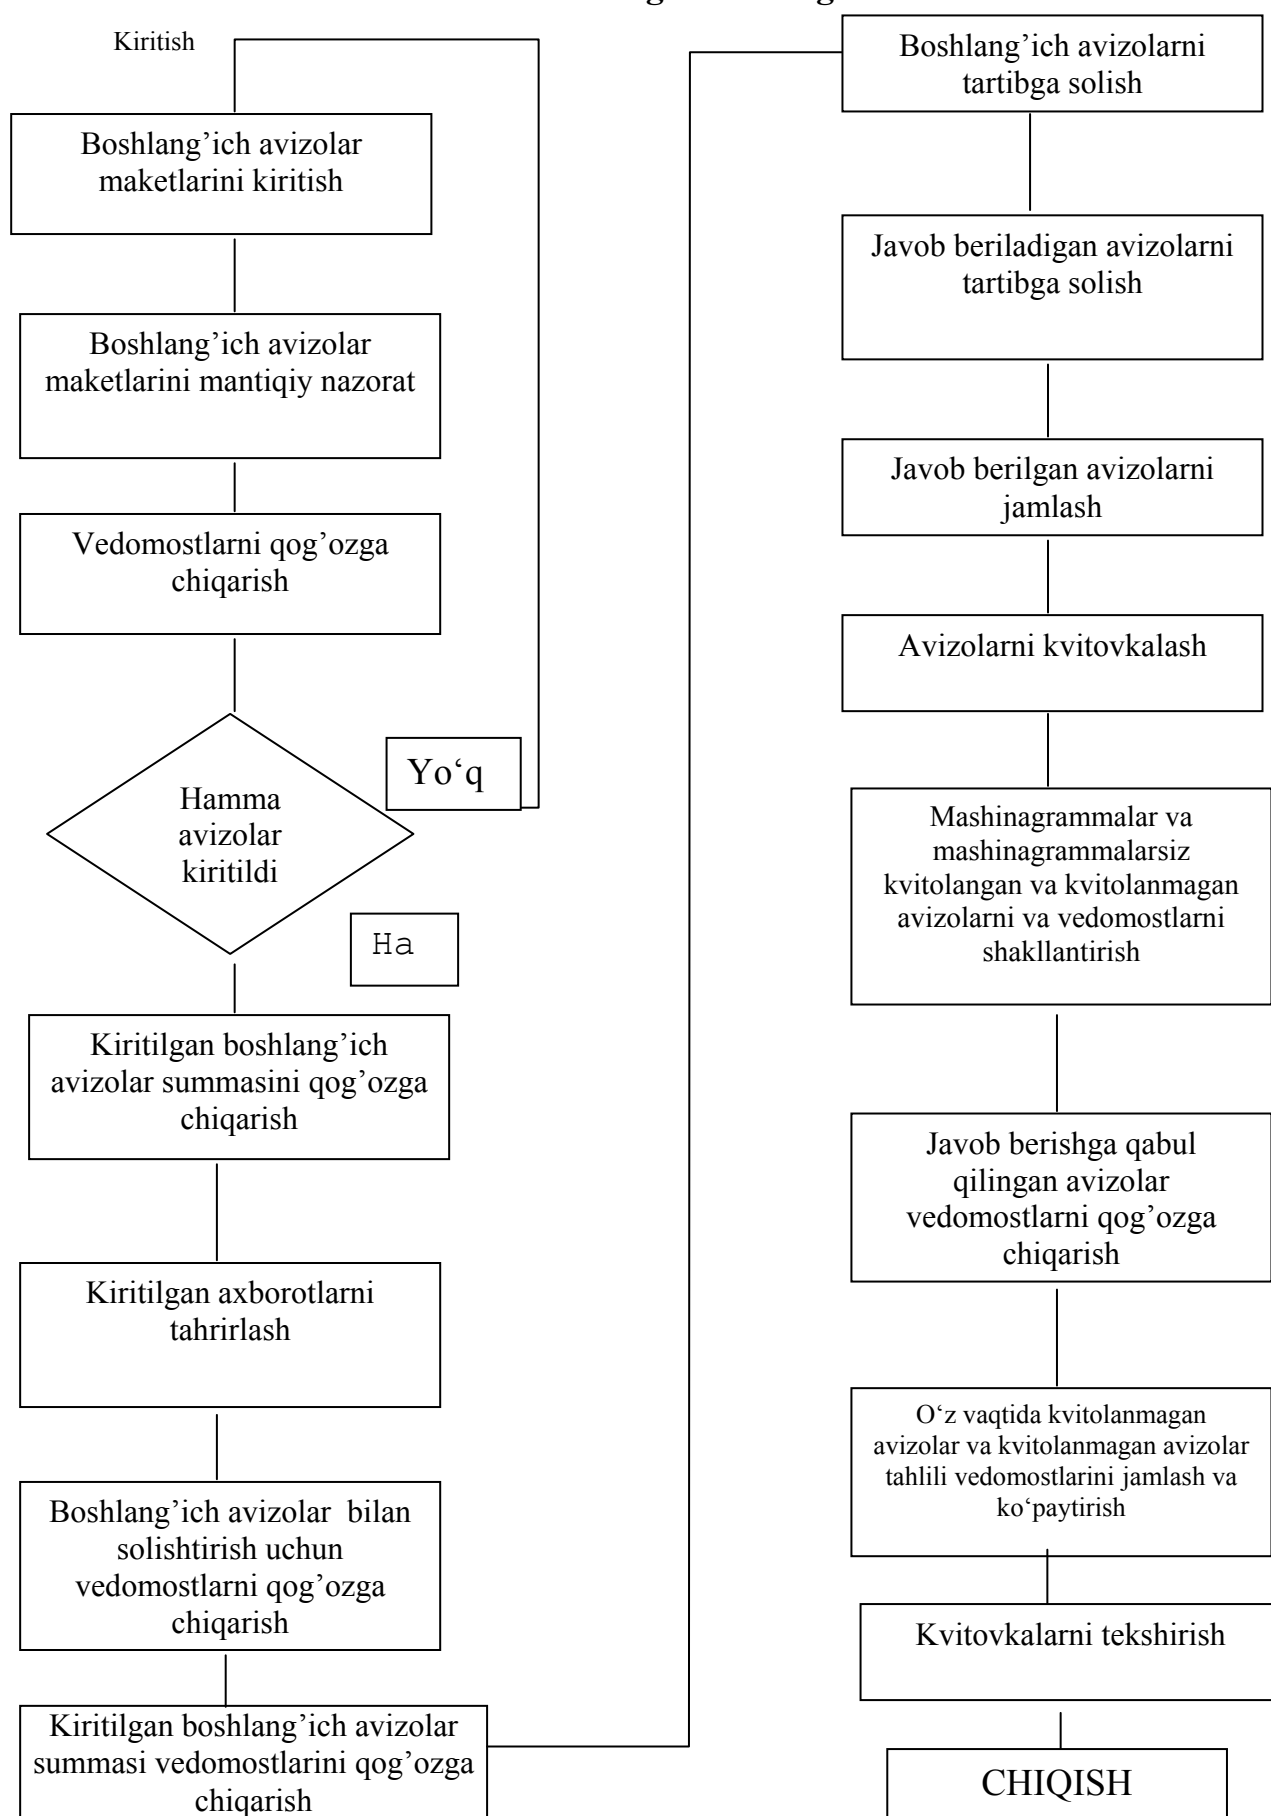 Kiritish
Boshlang’ich avizolar
maketlarini kiritish
Boshlang’ich avizolar
maketlarini mantiqiy nazorat
Vedomostlarni qog’ozga
chiqarish
Hamma
avizolar
kiritildi
Yo‘q
Ha
Kiritilgan boshlang’ich
avizolar summasini qog’ozga
chiqarish
Kiritilgan axborotlarni
tahrirlash
Boshlang’ich avizolar  bilan
solishtirish uchun
vedomostlarni qog’ozga
chiqarish
Kiritilgan boshlang’ich avizolar
summasi vedomostlarini qog’ozga
chiqarish
Boshlang’ich avizolarni
tartibga solish
Javob beriladigan avizolarni
tartibga solish
Javob berilgan avizolarni
jamlash
Avizolarni kvitovkalash
Mashinagrammalar va
mashinagrammalarsiz
kvitolangan va kvitolanmagan
avizolarni va vedomostlarni
shakllantirish
Javob berishga qabul
qilingan avizolar
vedomostlarni qog’ozga
chiqarish
O‘z vaqtida kvitolanmagan
avizolar va kvitolanmagan avizolar
tahlili vedomostlarini jamlash va
ko‘paytirish
Kvitovkalarni tekshirish
CHIQISH